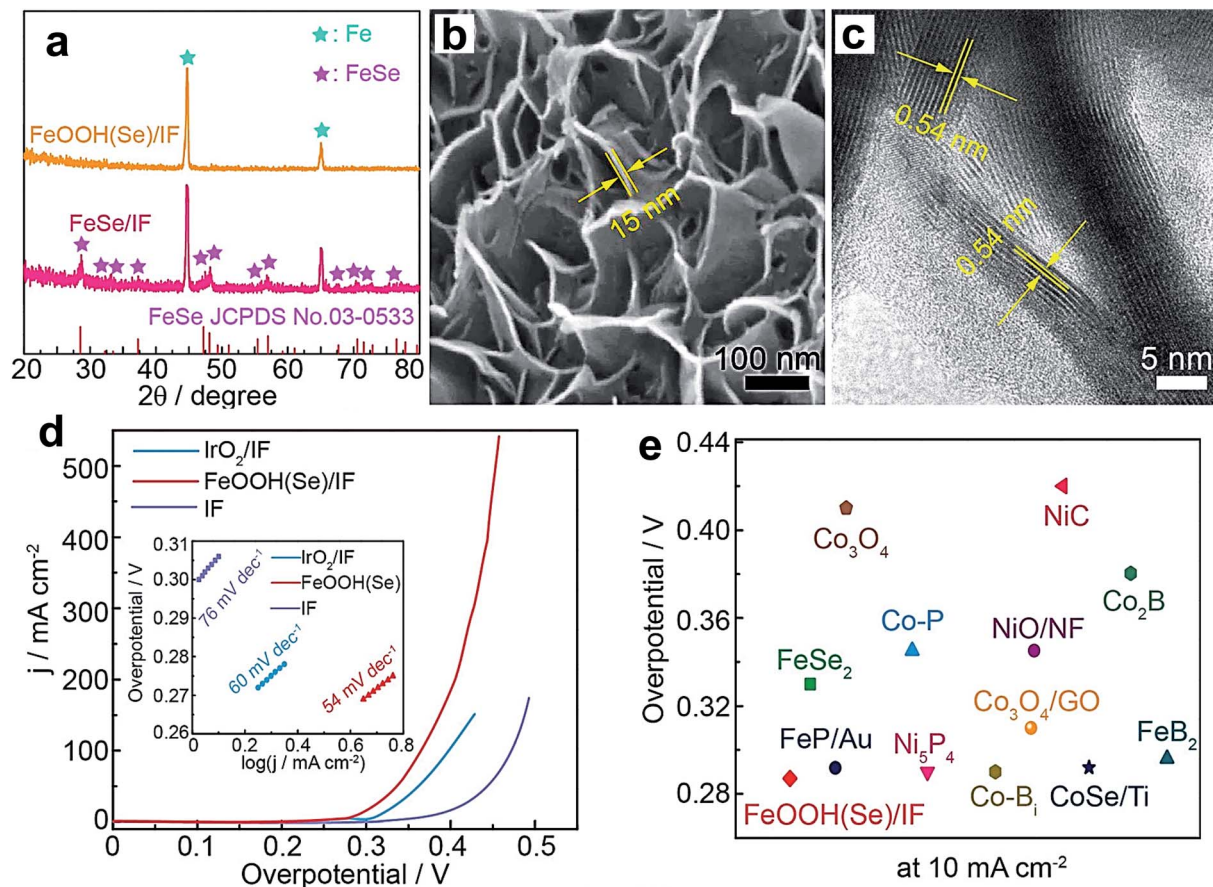 a
★: Fe
★: FeSe
FeOOH(Se)/IF
FeSe/IF
FeSe JCPDS No.03-0533
20 30 40 50 60 70 80
2θ / degree
b
15 nm
100 nm
c
0.54 nm
0.54 nm
5 nm
d
IrO₂/IF
FeOOH(Se)/IF
IF
j / mA cm⁻²
500
400
300
250
200
150
100
50
0
0 0.1 0.2 0.3 0.4 0.5
Overpotential / V
Overpotential / V
0.31
0.30
0.29
0.28
0.27
0.26
IrO₂/IF
FeOOH(Se)
IF
76 mV dec⁻¹
60 mV dec⁻¹
54 mV dec⁻¹
0 0.2 0.4 0.6 0.8
log(j / mA cm⁻²)
e
Overpotential / V
0.44
0.40
0.36
0.32
0.28
NiC
Co₃O₄
Co₂B
Co-P
NiO/NF
FeSe₂
Co₃O₄/GO
FeP/Au
Ni₅P₄
FeB₂
Co-Bᵢ
CoSe/Ti
FeOOH(Se)/IF
at 10 mA cm⁻²